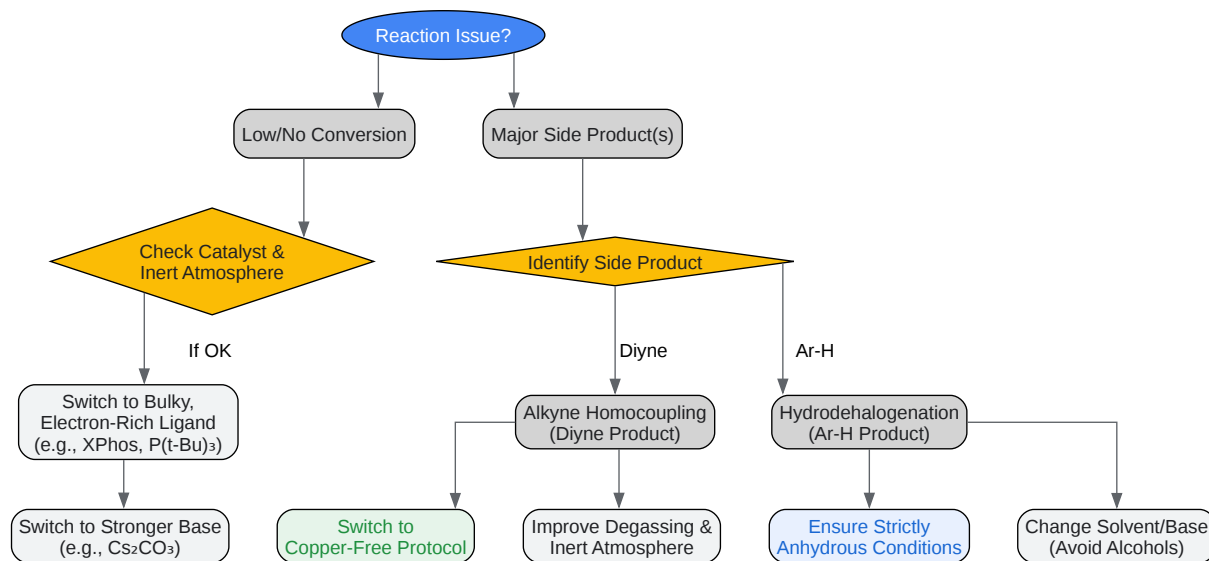 Reaction Issue?
Low/No Conversion
Major Side Product(s)
Check Catalyst &
Inert Atmosphere
Identify Side Product
If OK
Diyne
Ar-H
Switch to Bulky,
Electron-Rich Ligand
(e.g., XPhos, P(t-Bu)₃)
Alkyne Homocoupling
(Diyne Product)
Hydrodehalogenation
(Ar-H Product)
Switch to Stronger Base
(e.g., Cs₂CO₃)
Switch to
Copper-Free Protocol
Improve Degassing &
Inert Atmosphere
Ensure Strictly
Anhydrous Conditions
Change Solvent/Base
(Avoid Alcohols)